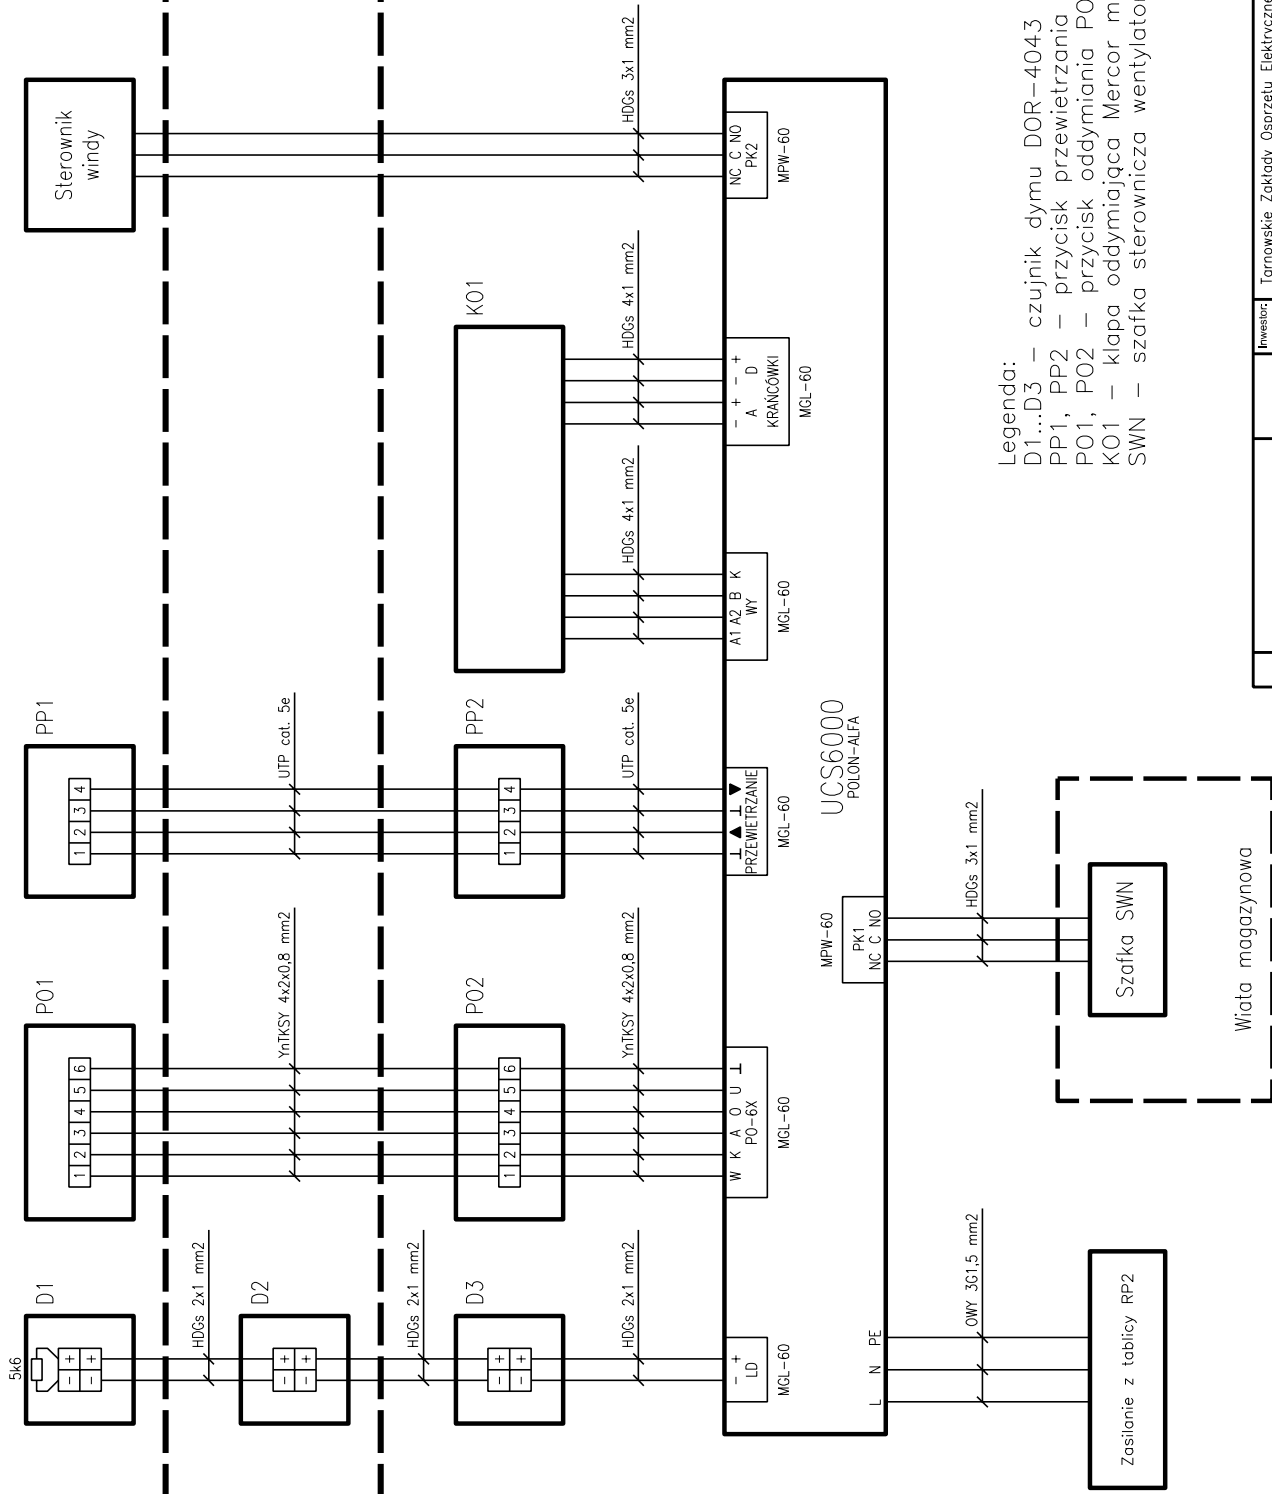 5k6
D1
- +
- +
HDGs 2x1 mm2
D2
- +
- +
HDGs 2x1 mm2
D3
- +
- +
HDGs 2x1 mm2
- +
LD
MGL-60
PO1
1 2 3 4 5 6
YnTKSY 4x2x0,8 mm2
PO2
1 2 3 4 5 6
YnTKSY 4x2x0,8 mm2
W K A O U ⊥
PO-6X
MGL-60
PP1
1 2 3 4
UTP cat. 5e
PP2
1 2 3 4
UTP cat. 5e
⊥ ▲ ⊥ ▼
PRZEWIETRZANIE
MGL-60
KO1
HDGs 4x1 mm2
A1 A2 B K
WY
MGL-60
HDGs 4x1 mm2
- + - +
A D
KRAŃCÓWKI
MGL-60
Sterownik
windy
HDGs 3x1 mm2
NC C NO
PK2
MPW-60
UCS6000
POLON-ALFA
L N PE
OWY 3G1,5 mm2
Zasilanie z tablicy RP2
MPW-60
PK1
NC C NO
HDGs 3x1 mm2
Szafka SWN
Wiata magazynowa
Legenda:
D1...D3 – czujnik dymu DOR-4043
PP1, PP2 – przycisk przewietrzania
PO1, PO2 – przycisk oddymiania PO
KO1 – klapa oddymiająca Mercor m
SWN – szafka sterownicza wentylato
Inwestor:
Tarnowskie Zakłady Osprzętu Elektryczne